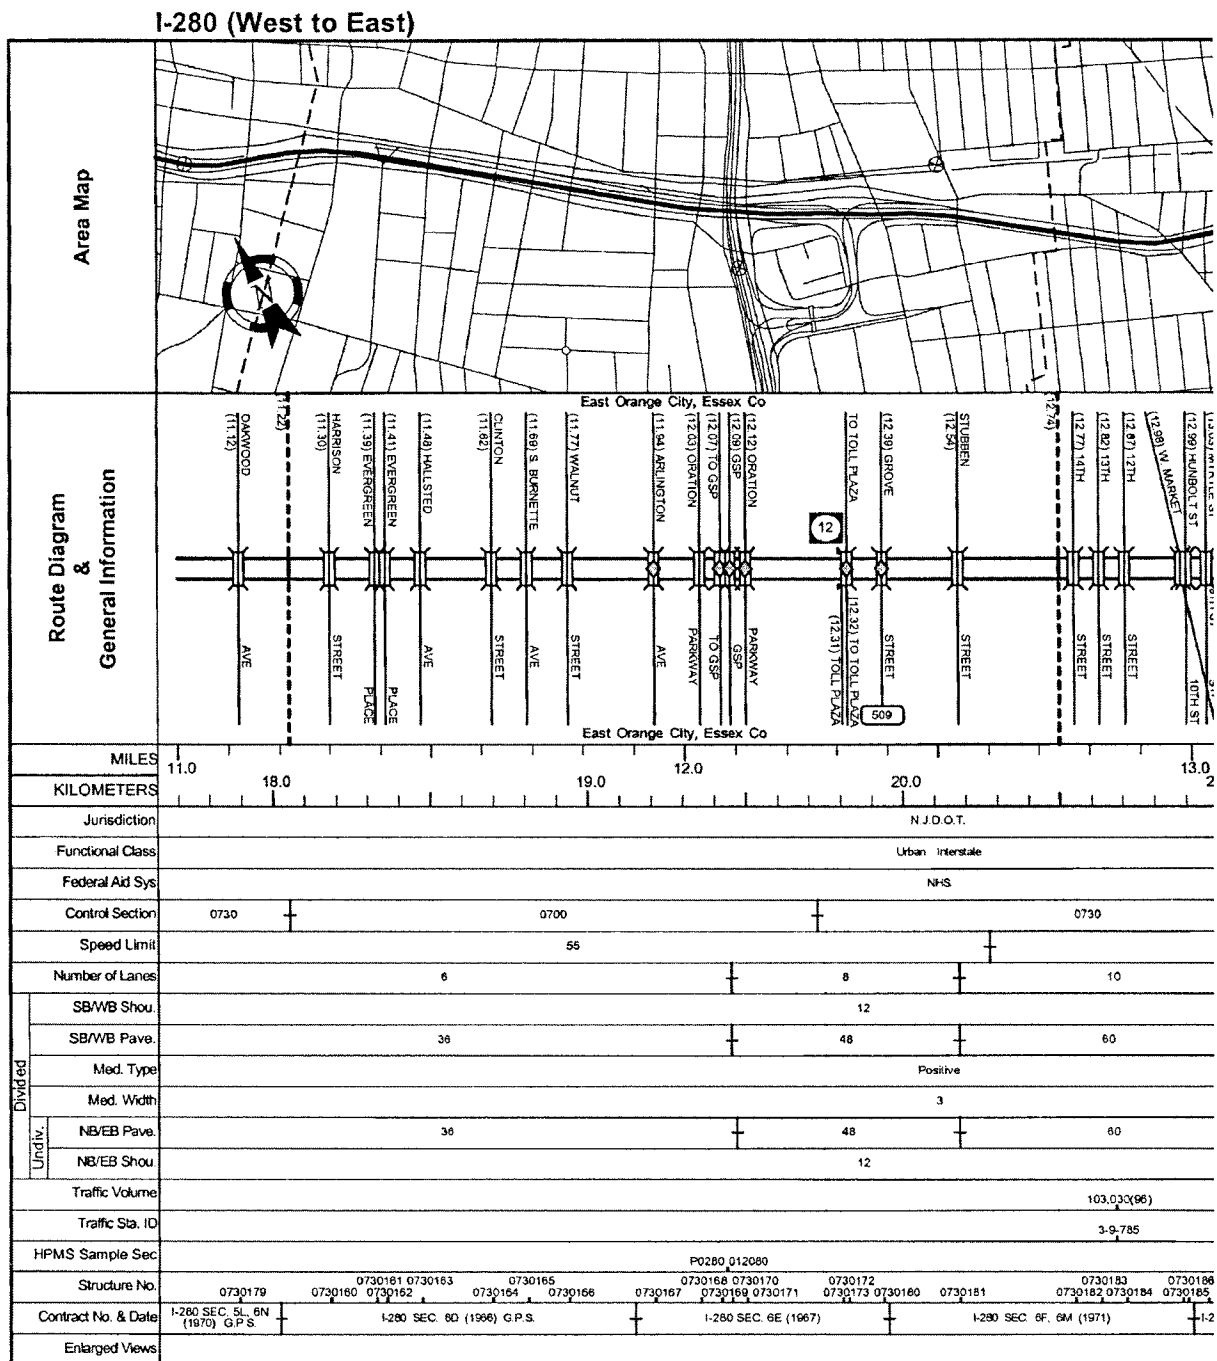 I-280 (West to East)
Area Map
Route Diagram
&
General Information
East Orange City, Essex Co
OAKWOOD
(11.12)
(11.22)
HARRISON
(11.30)
(11.39) EVERGREEN
(11.41) EVERGREEN
(11.48) HALLSTED
CLINTON
(11.62)
(11.69) S. BURNETTE
(11.77) WALNUT
(11.94) ARLINGTON
(12.03) ORATION
(12.07) TO GSP
(12.09) GSP
(12.12) ORATION
TO TOLL PLAZA
(12.39) GROVE
STUBBEN
(12.54)
(12.74)
(12.77) 14TH
(12.82) 13TH
(12.87) 12TH
(12.98) W. MARKET
(12.99) HUNBOLT ST
12
AVE
STREET
PLACE
PLACE
AVE
STREET
AVE
STREET
AVE
PARKWAY
TO GSP
GSP
PARKWAY
(12.31) TOLL PLAZA
(12.32) TO TOLL PLAZA
509
STREET
STREET
STREET
STREET
10TH ST
East Orange City, Essex Co
MILES 11.0 12.0 13.0
KILOMETERS 18.0 19.0 20.0 2
Jurisdiction N.J.D.O.T.
Functional Class Urban Interstate
Federal Aid Sys NHS
Control Section 0730 0700 0730
Speed Limit 55
Number of Lanes 6 8 10
Divided
Undiv.
SB/WB Shou. 12
SB/WB Pave. 36 48 60
Med. Type Positive
Med. Width 3
NB/EB Pave. 36 48 60
NB/EB Shou. 12
Traffic Volume 103,030(96)
Traffic Sta. ID 3-9-785
HPMS Sample Sec P0280 012080
Structure No. 0730161 0730163 0730165 0730168 0730170 0730172 0730183 0730186
0730179 0730160 0730162 0730164 0730166 0730167 0730169 0730171 0730173 0730180 0730181 0730182 0730184 0730185
Contract No. & Date I-280 SEC. 5L, 6N (1970) G.P.S. I-280 SEC. 6D (1966) G.P.S. I-280 SEC. 6E (1967) I-280 SEC. 6F, 6M (1971) I-2
Enlarged Views